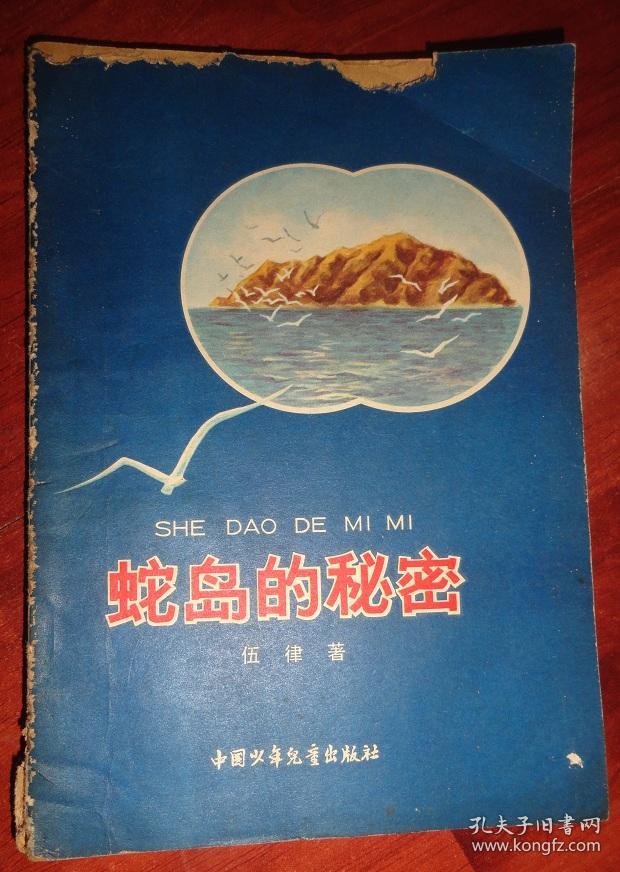 SHE DAO DE MI MI
蛇岛的秘密
伍律著
中国少年儿童出版社
孔夫子旧书网
www.kongfz.com